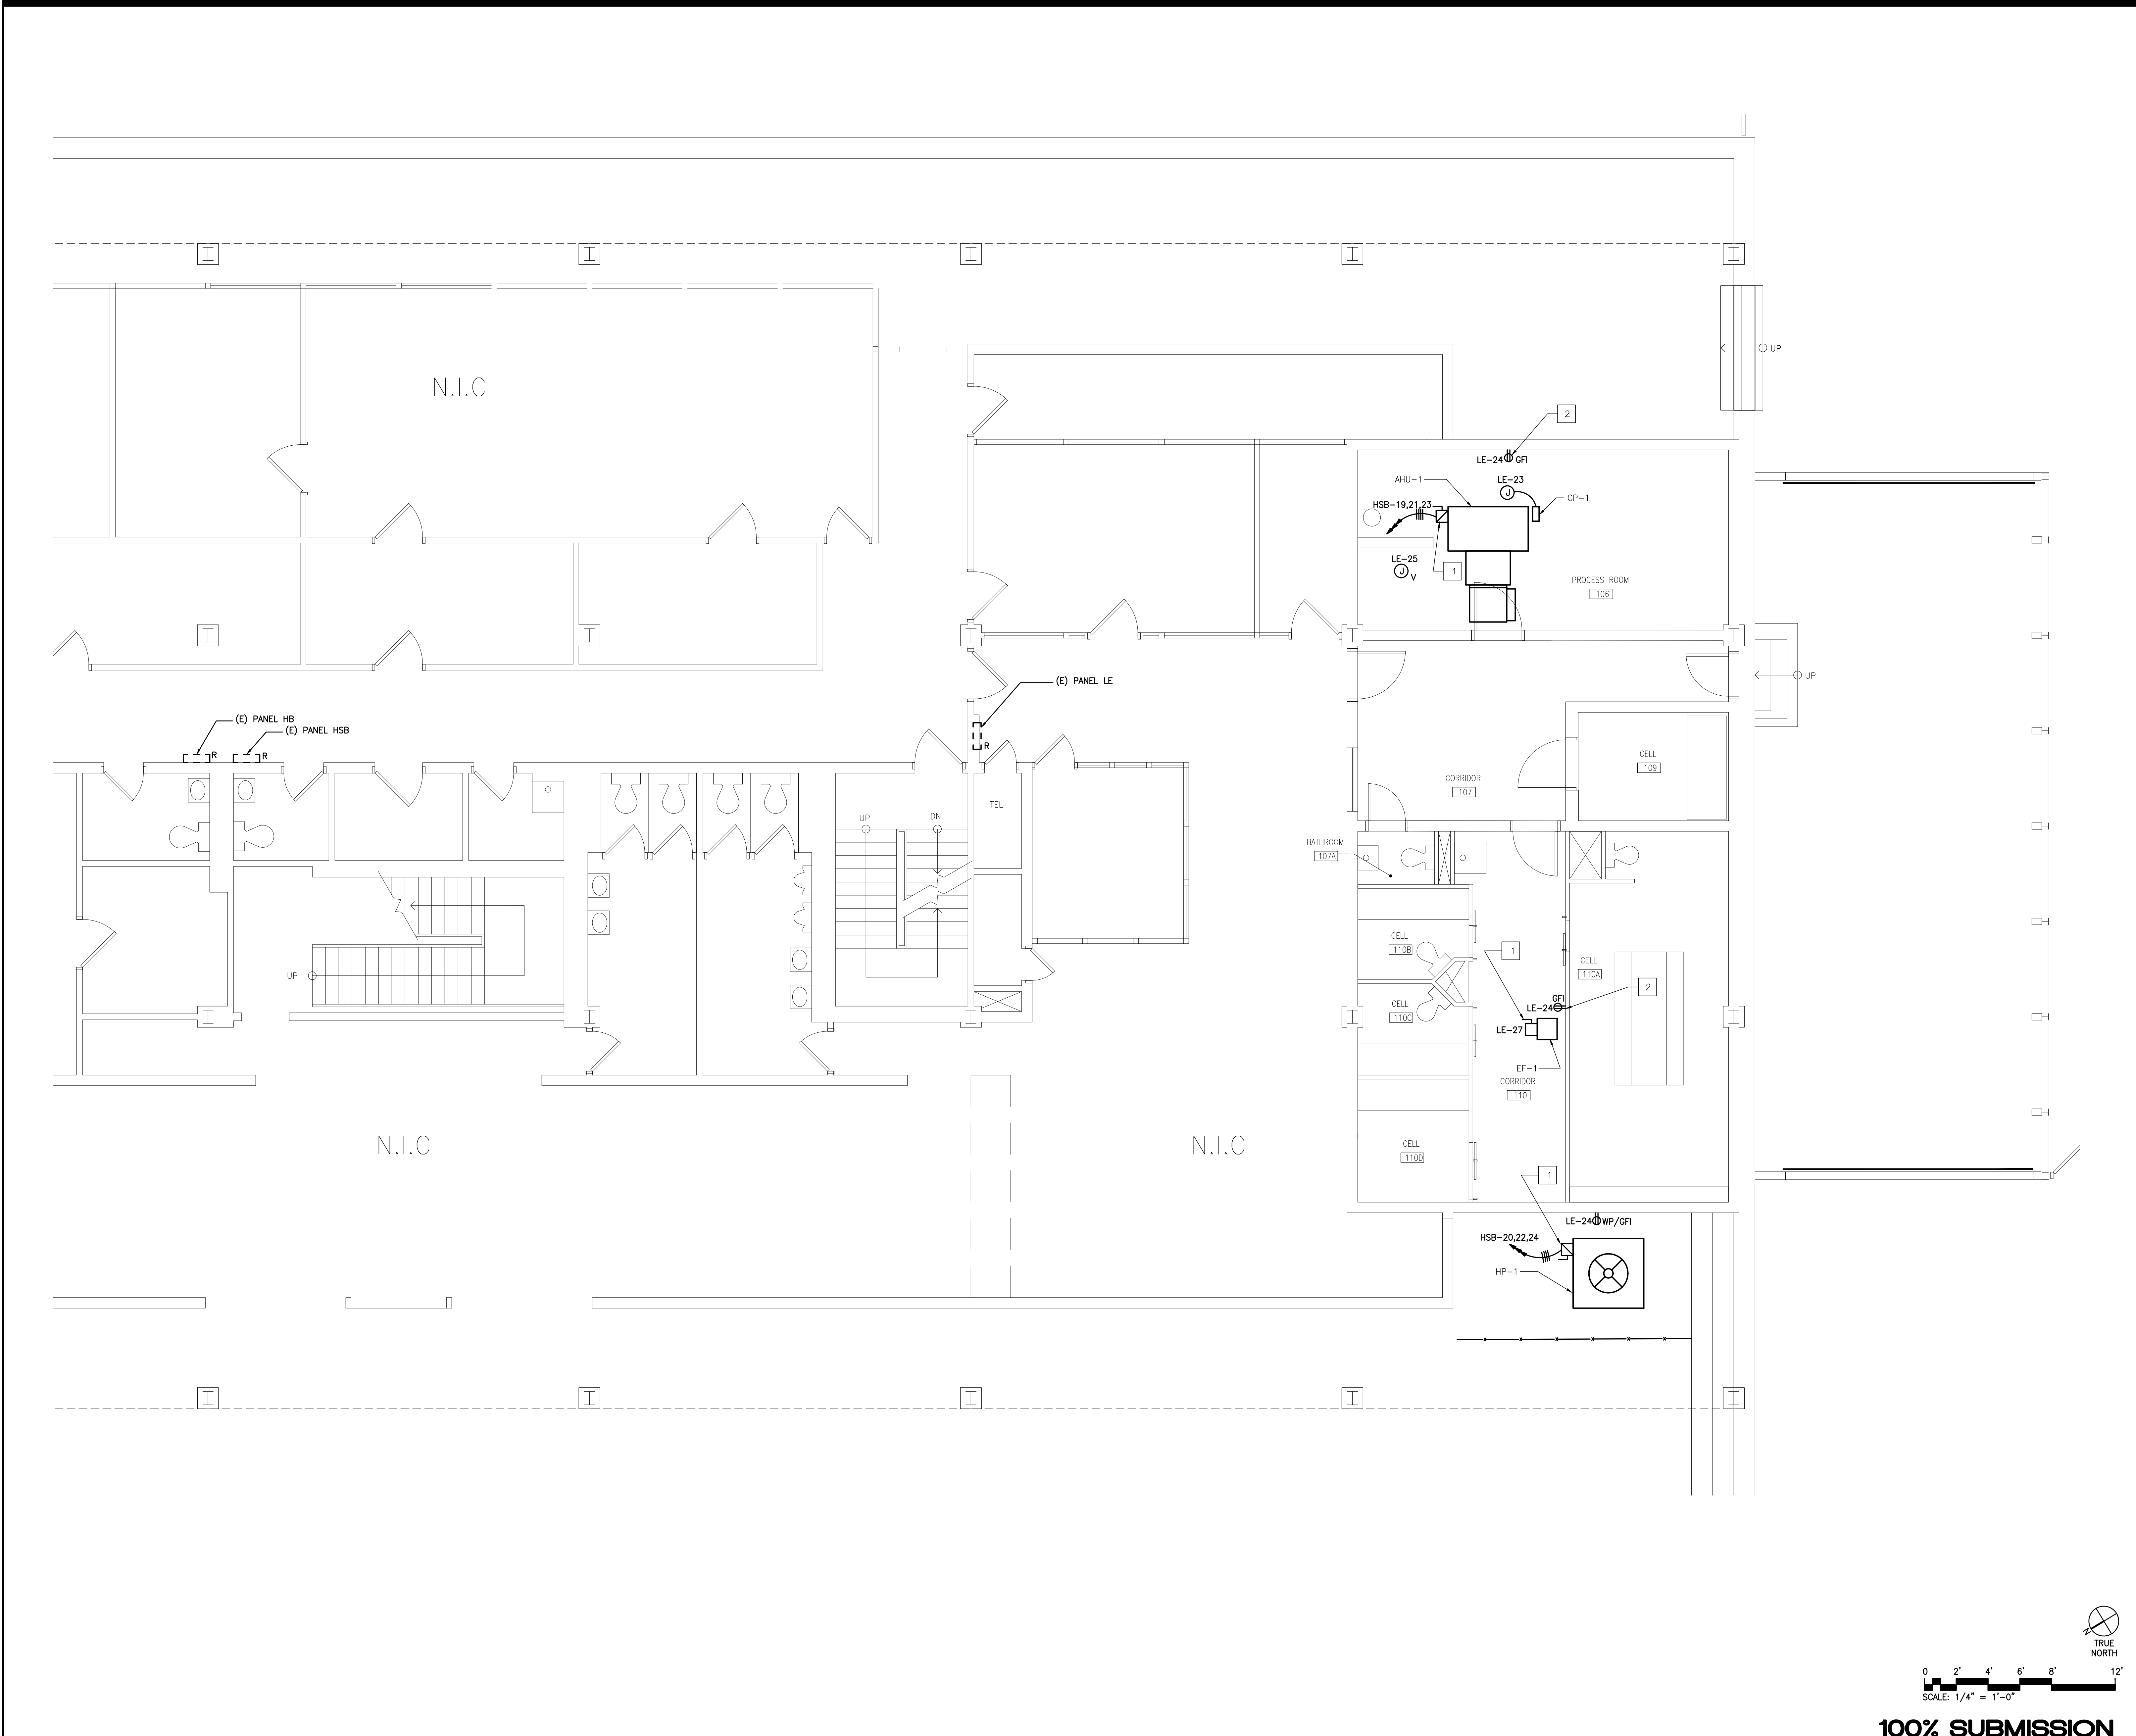 N.I.C
UP
2
LE-24 GFI
AHU-1
LE-23
J
CP-1
HSB-19,21,23
LE-25
J V
1
PROCESS ROOM
106
(E) PANEL LE
R
UP
(E) PANEL HB
(E) PANEL HSB
R
R
CELL
109
CORRIDOR
107
TEL
UP
DN
BATHROOM
107A
CELL
110B
1
CELL
110A
UP
2
GFI
LE-24
CELL
110C
LE-27
EF-1
CORRIDOR
110
N.I.C
N.I.C
CELL
110D
1
LE-24 WP/GFI
HSB-20,22,24
HP-1
N
TRUE
NORTH
0 2' 4' 6' 8' 12'
SCALE: 1/4" = 1'-0"
100% SUBMISSION